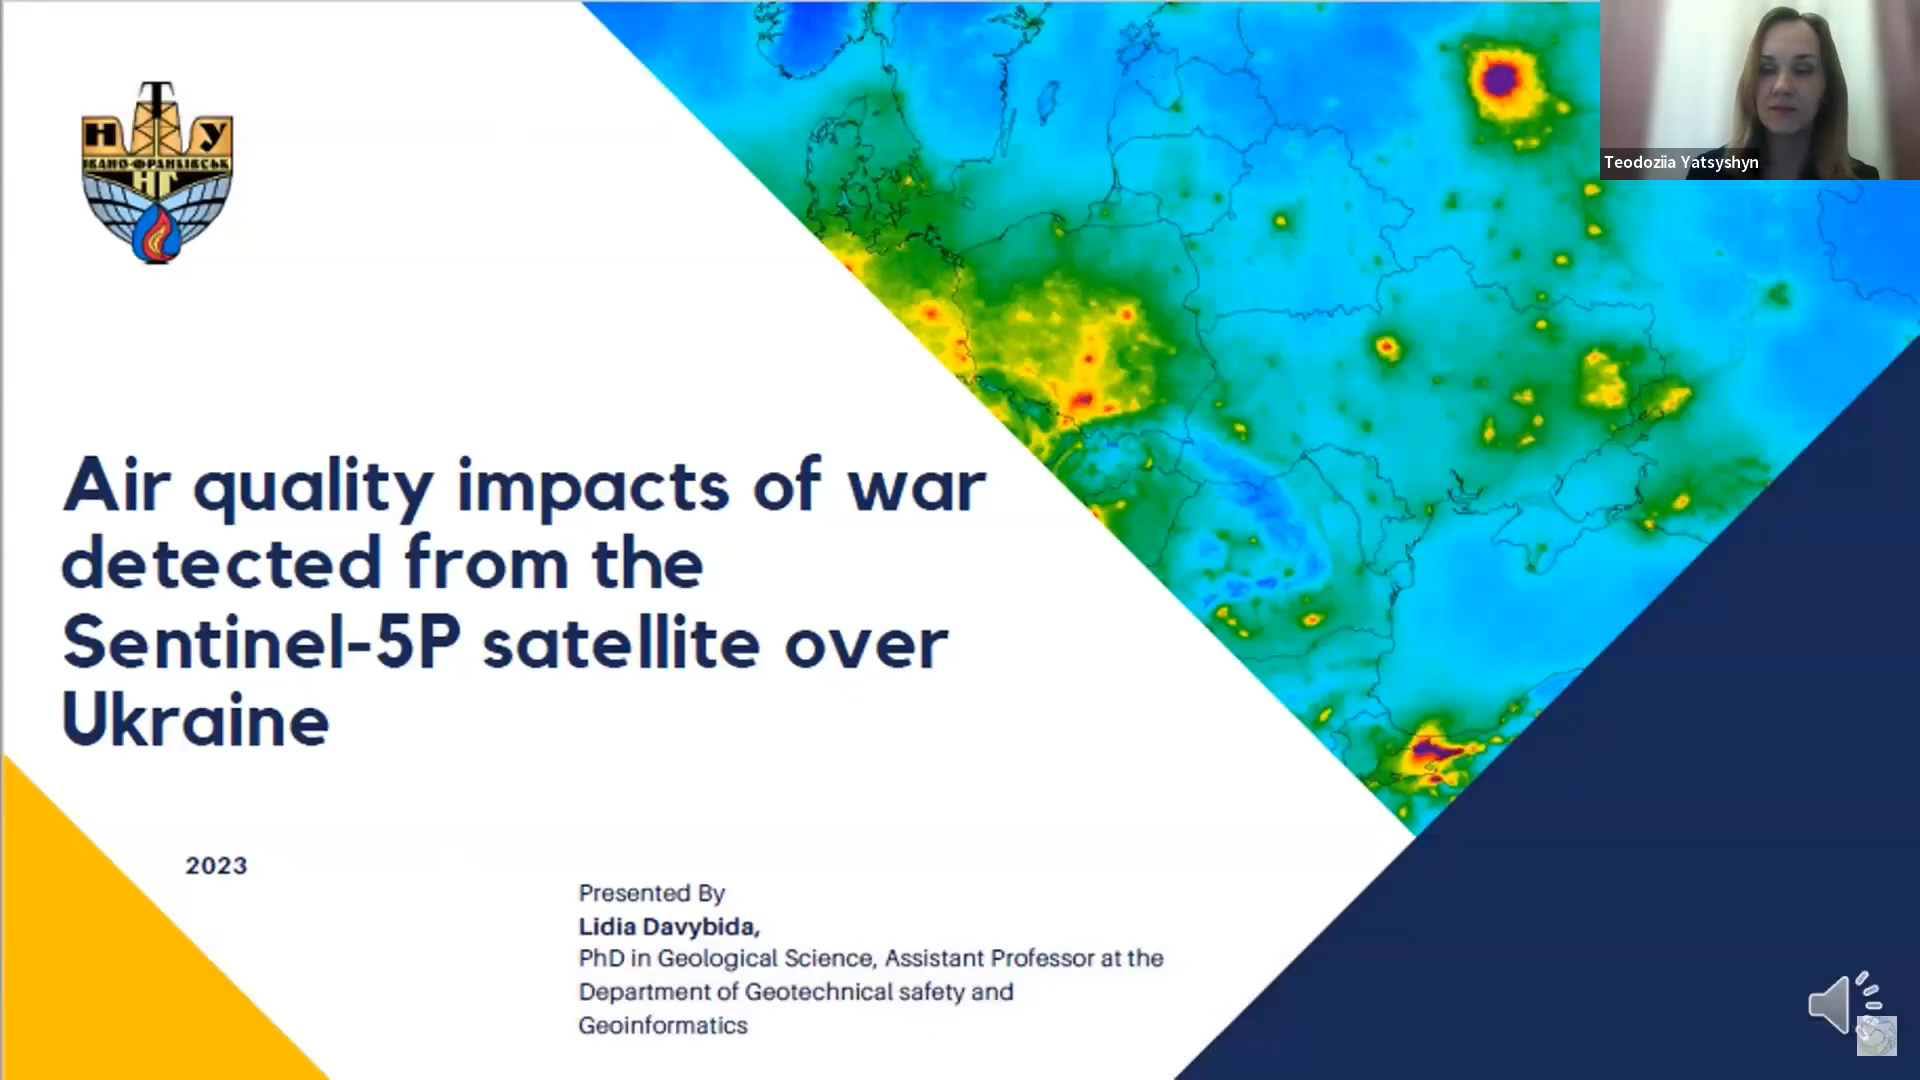 Т
Н У
ІВАНО-ФРАНКІВСЬК
НГ
Teodoziia Yatsyshyn
Air quality impacts of war
detected from the
Sentinel-5P satellite over
Ukraine
2023
Presented By
Lidia Davybida,
PhD in Geological Science, Assistant Professor at the
Department of Geotechnical safety and
Geoinformatics